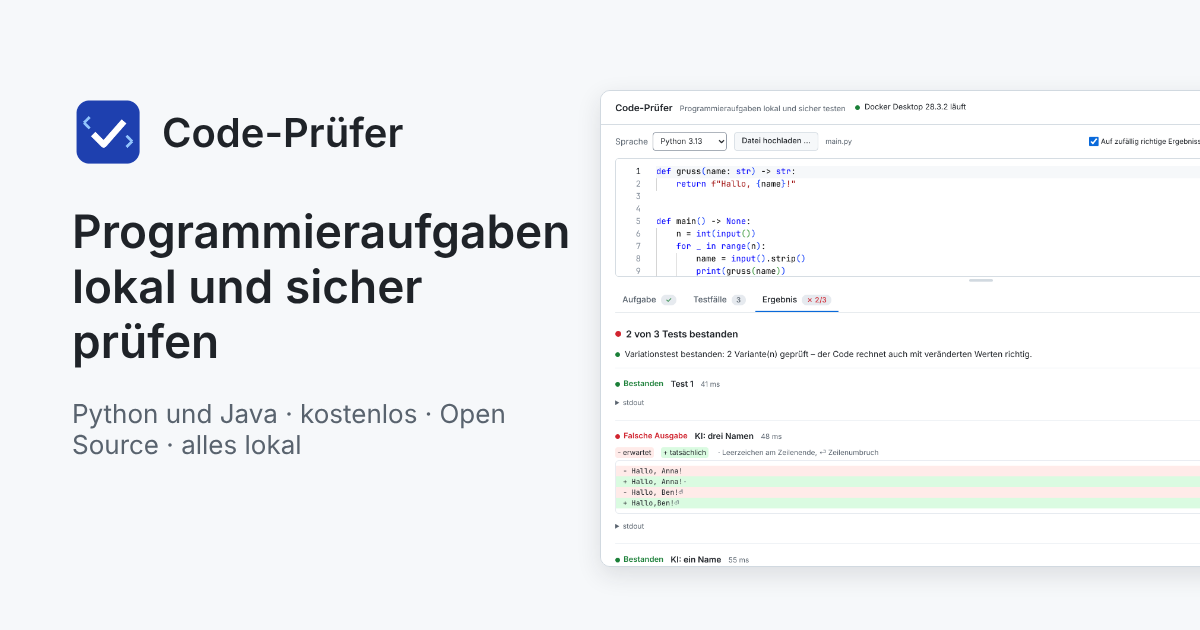 Code-Prüfer
Programmieraufgaben
lokal und sicher
prüfen
Python und Java · kostenlos · Open
Source · alles lokal
Code-Prüfer Programmieraufgaben lokal und sicher testen ● Docker Desktop 28.3.2 läuft
Sprache Python 3.13 Datei hochladen ... main.py Auf zufällig richtige Ergebniss
1 def gruss(name: str) -> str:
2 return f"Hallo, {name}!"
3
4
5 def main() -> None:
6 n = int(input())
7 for _ in range(n):
8 name = input().strip()
9 print(gruss(name))
Aufgabe ✓ Testfälle 3 Ergebnis × 2/3
● 2 von 3 Tests bestanden
● Variationstest bestanden: 2 Variante(n) geprüft – der Code rechnet auch mit veränderten Werten richtig.
● Bestanden Test 1 41 ms
▶ stdout
● Falsche Ausgabe KI: drei Namen 48 ms
- erwartet + tatsächlich · Leerzeichen am Zeilenende, ⏎ Zeilenumbruch
- Hallo, Anna!
+ Hallo, Anna!·
- Hallo, Ben!⏎
+ Hallo,Ben!⏎
▶ stdout
● Bestanden KI: ein Name 55 ms